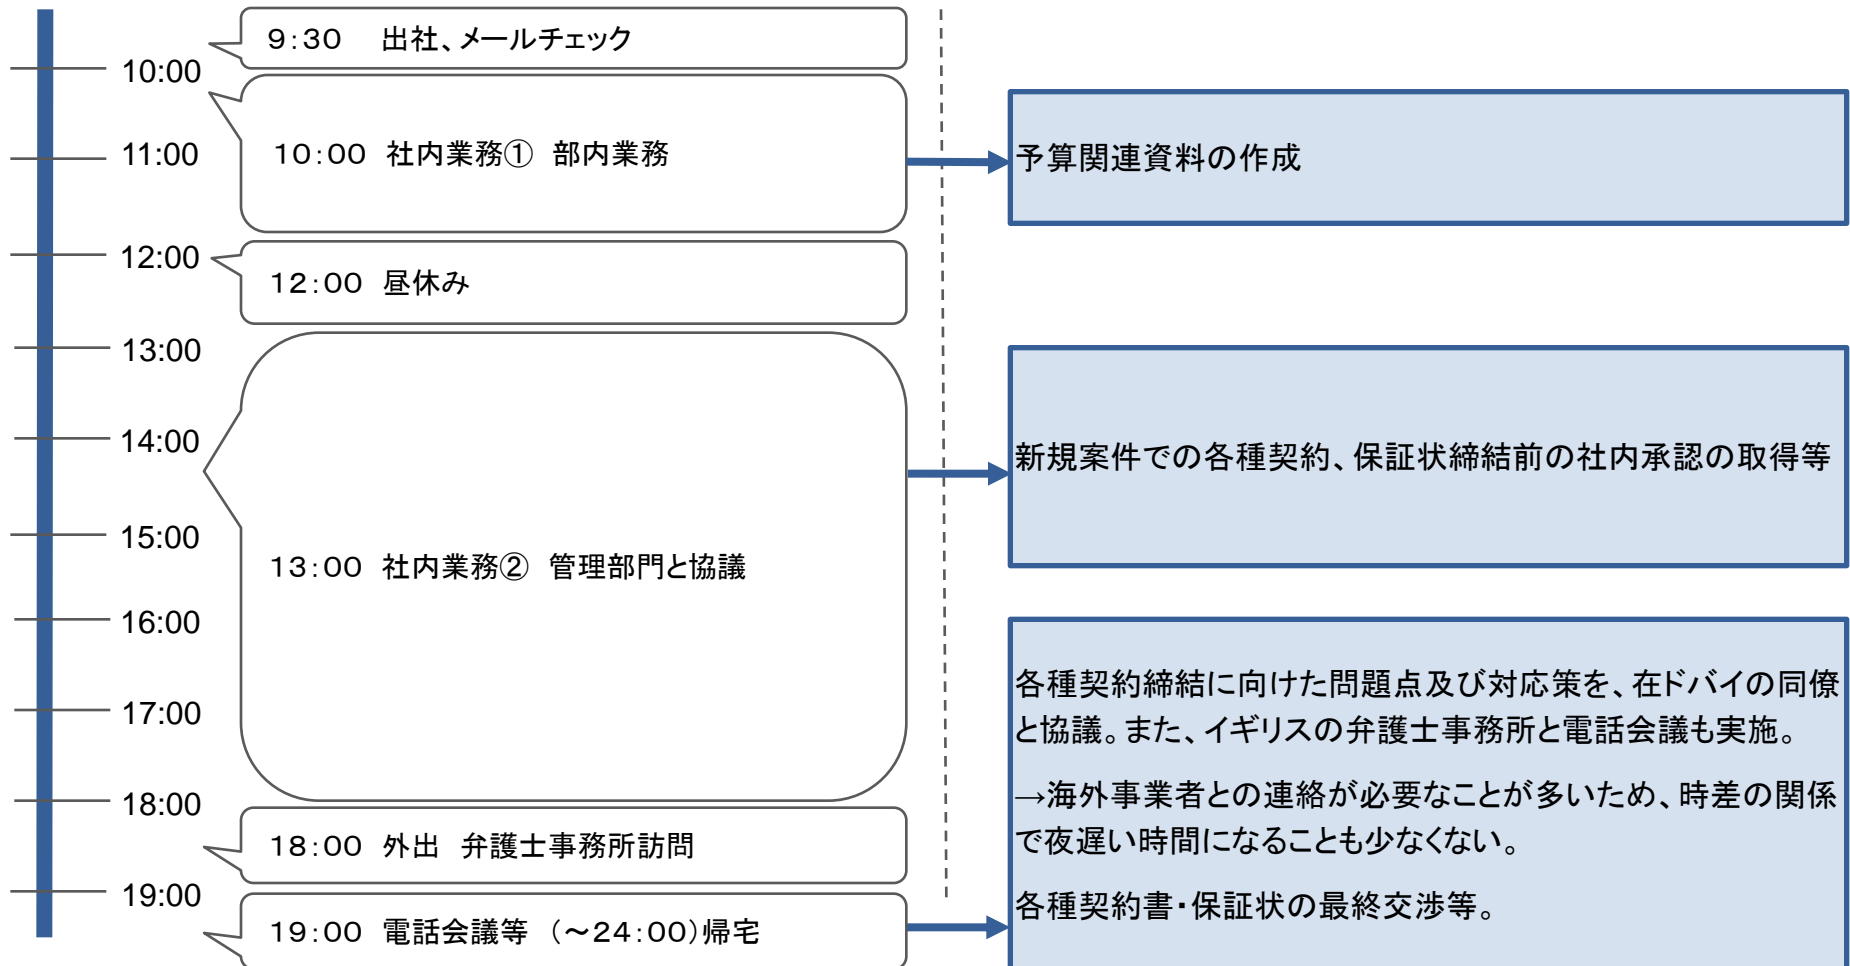 9:30　出社、メールチェック
10:00
10:00 社内業務①　部内業務
11:00
予算関連資料の作成
12:00
12:00 昼休み
13:00
14:00
新規案件での各種契約、保証状締結前の社内承認の取得等
15:00
13:00 社内業務②　管理部門と協議
16:00
17:00
18:00
18:00 外出　弁護士事務所訪問
19:00
19:00 電話会議等　(～24:00)帰宅
各種契約締結に向けた問題点及び対応策を、在ドバイの同僚
と協議。また、イギリスの弁護士事務所と電話会議も実施。
→海外事業者との連絡が必要なことが多いため、時差の関係
で夜遅い時間になることも少なくない。
各種契約書・保証状の最終交渉等。